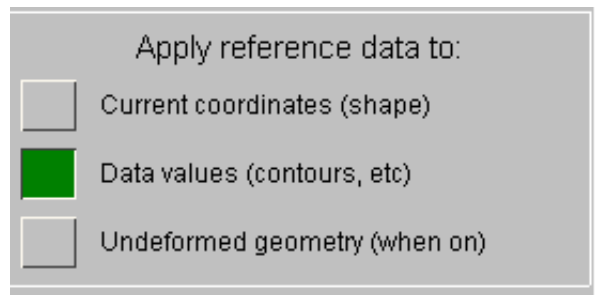 Apply reference data to:
Current coordinates (shape)
Data values (contours, etc)
Undeformed geometry (when on)